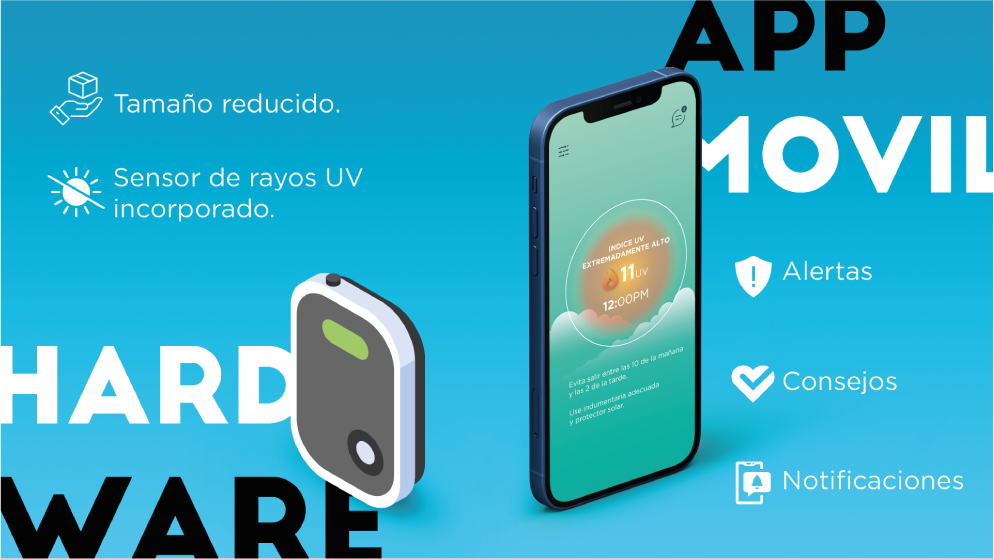 Tamaño reducido.
Sensor de rayos UV
incorporado.
HARD
WARE
APP
MOVIL
INDICE UV
EXTREMADAMENTE ALTO
11UV
12:00PM
Evita salir entre las 10 de la mañana
y las 2 de la tarde.
Use indumentaria adecuada
y protector solar.
Alertas
Consejos
Notificaciones